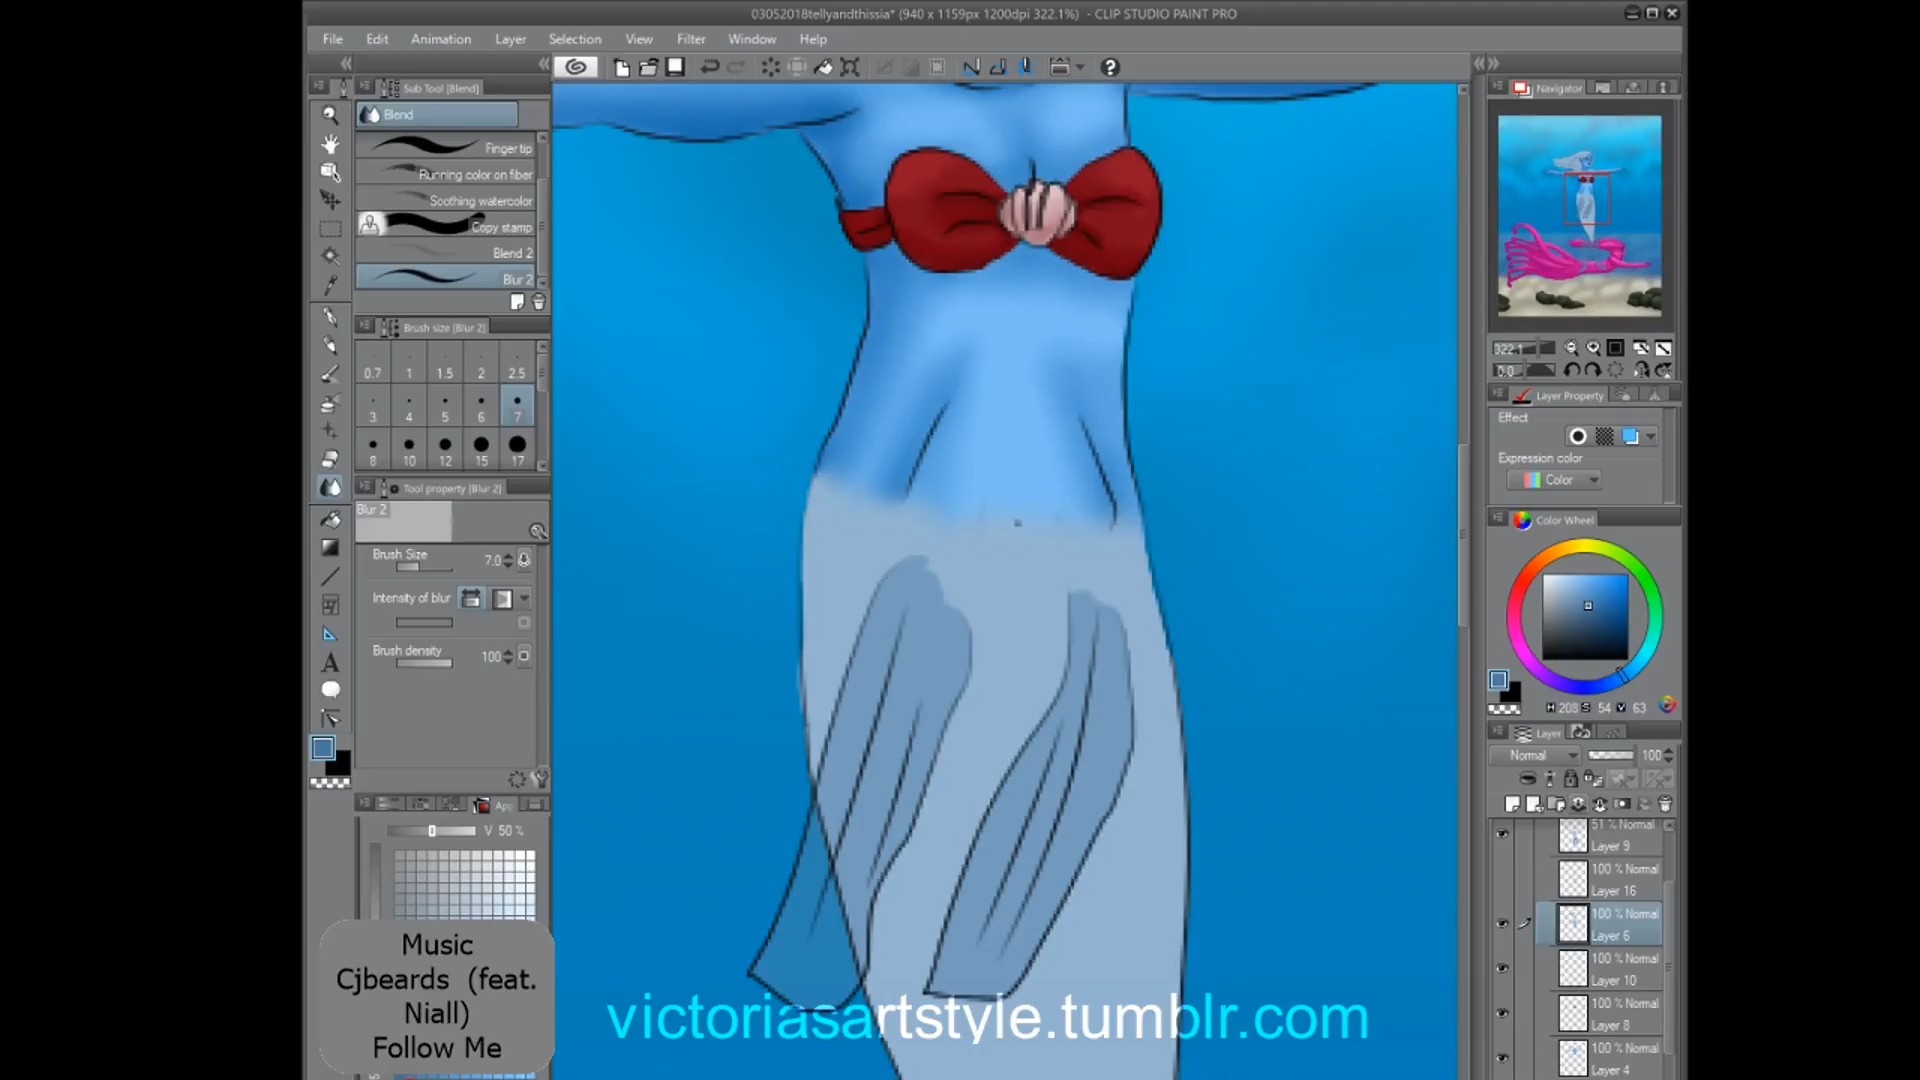 03052018tellyandthissia* (940 x 1159px 1200dpi 322.1%) - CLIP STUDIO PAINT PRO
File Edit Animation Layer Selection View Filter Window Help
Sub Tool [Blend]
Blend
Finger tip
Running color on fiber
Soothing watercolor
Copy stamp
Blend 2
Blur 2
Brush size [Blur 2]
0.7 1 1.5 2 2.5
3 4 5 6 7
8 10 12 15 17
Tool property [Blur 2]
Blur 2
Brush Size 7.0
Intensity of blur
Brush density 100
V 50 %
Music
Cjbeards (feat.
Niall)
Follow Me
victoriasartstyle.tumblr.com
Navigator
322.1
0.0
Layer Property
Effect
Expression color
Color
Color Wheel
H 208 S 54 V 63
Layer
Normal 100
51 % Normal
Layer 9
100 % Normal
Layer 16
100 % Normal
Layer 6
100 % Normal
Layer 10
100 % Normal
Layer 8
100 % Normal
Layer 4